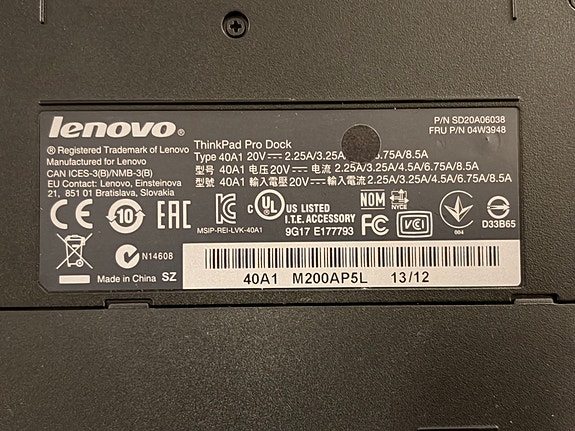 lenovo®
® Registered Trademark of Lenovo
Manufactured for Lenovo
CAN ICES-3(B)/NMB-3(B)
EU Contact: Lenovo, Einsteinova
21, 851 01 Bratislava, Slovakia
P/N SD20A06038
FRU P/N 04W3948
ThinkPad Pro Dock
Type 40A1 20V⎓2.25A/3.25A .75A/8.5A
型号 40A1 电压20V⎓电流 2.25A/3.25A/4.5A/6.75A/8.5A
型號 40A1 輸入電壓20V⎓輸入電流 2.25A/3.25A/4.5A/6.75A/8.5A
CE 10 EAC
MSIP-REI-LVK-40A1
c UL US LISTED
I.T.E. ACCESSORY
9G17 E177793
NOM NYCE
FC VCI
004
D33B65
N14608
Made in China SZ
40A1 M200AP5L 13/12